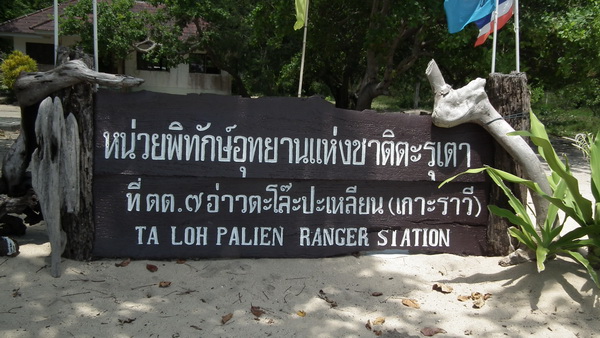 หน่วยพิทักษ์อุทยานแห่งชาติตะรุเตา
ที่ ตต.๗ อ่าวตะโล๊ะปะเหลียน (เกาะราวี)
TA LOH PALIEN RANGER STATION